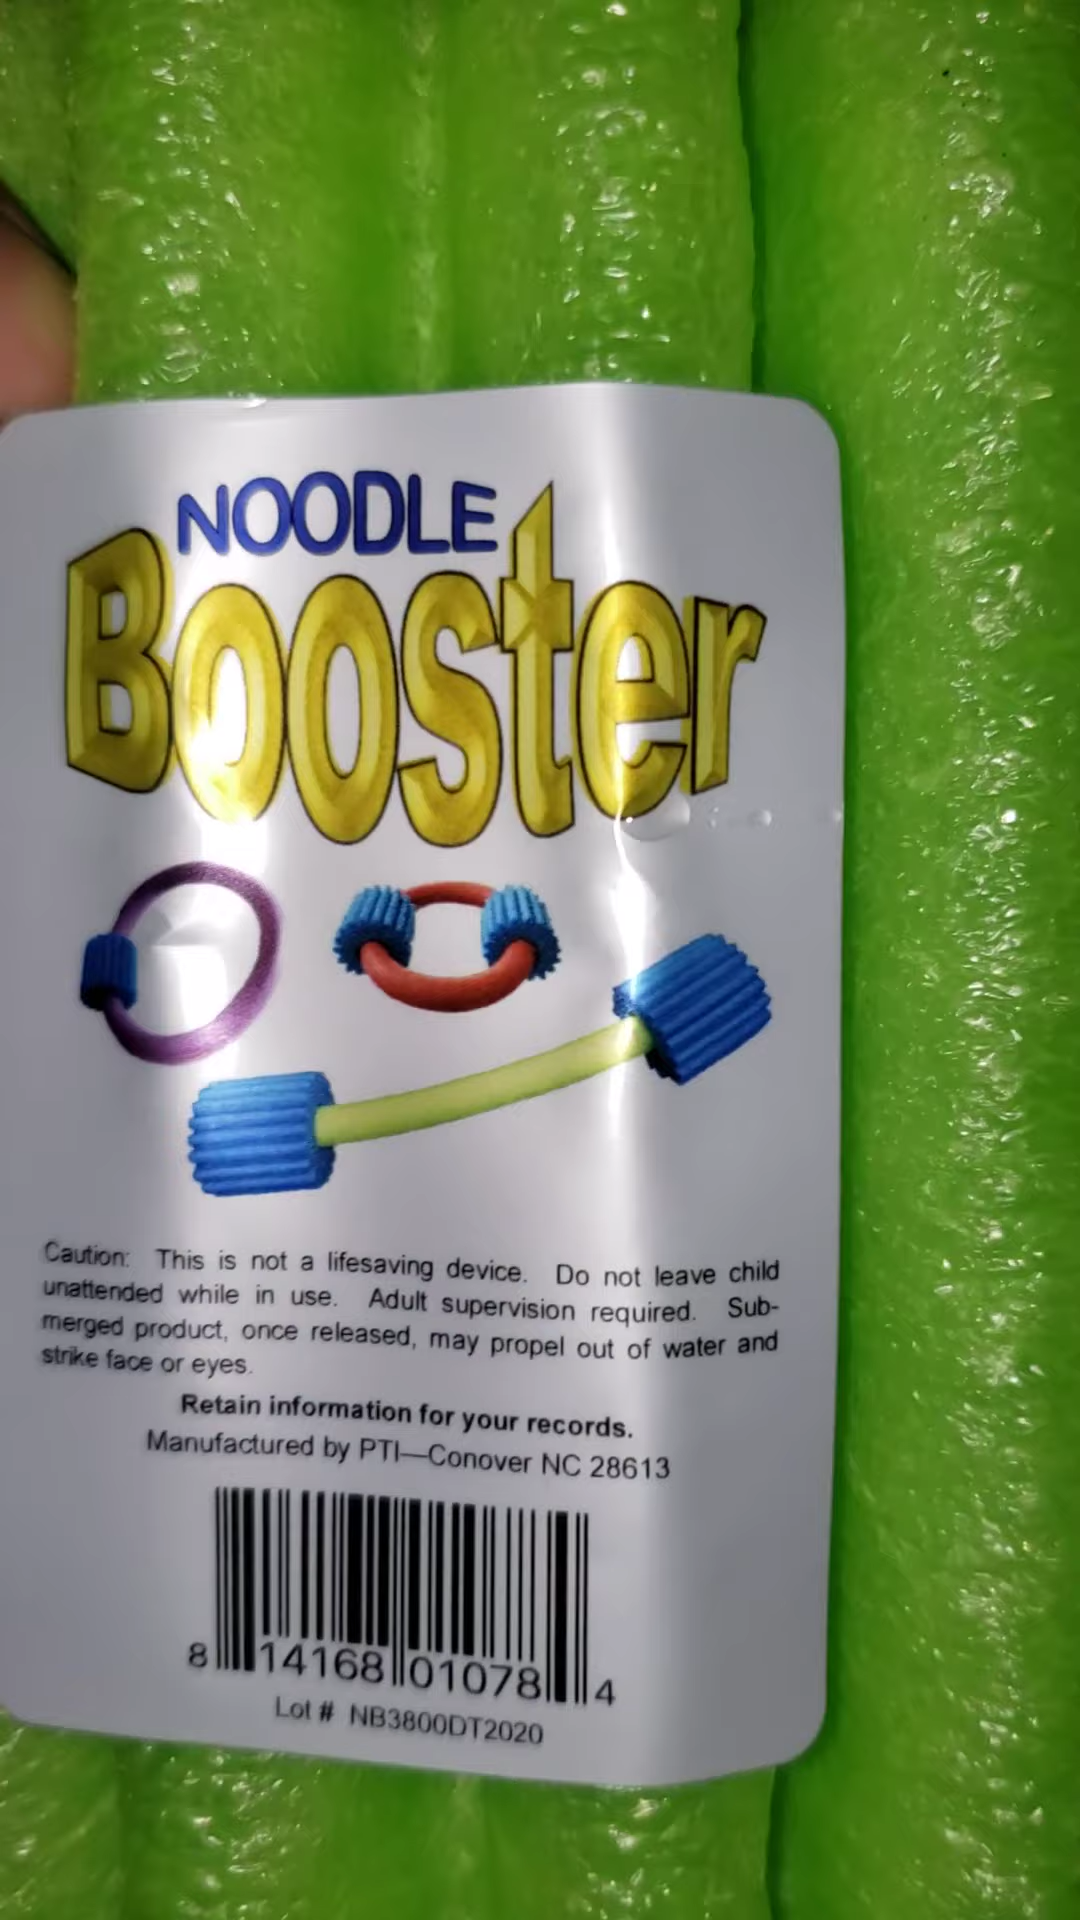 NOODLE
Booster
Caution: This is not a lifesaving device. Do not leave child
unattended while in use. Adult supervision required. Sub-
merged product, once released, may propel out of water and
strike face or eyes.
Retain information for your records.
Manufactured by PTI—Conover NC 28613
8 14168 01078 4
Lot # NB3800DT2020